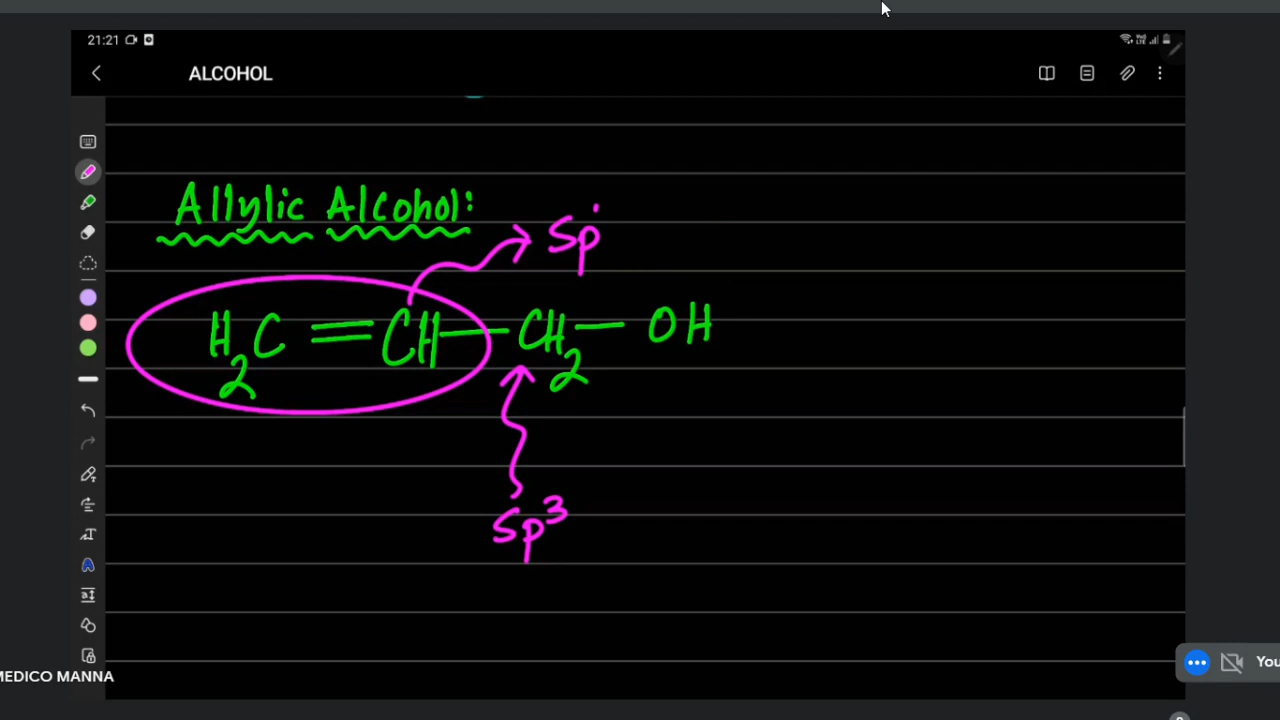 21:21
ALCOHOL
Allylic Alcohol:
Sp
H2C = CH — CH2 — OH
Sp3
MEDICO MANNA
You